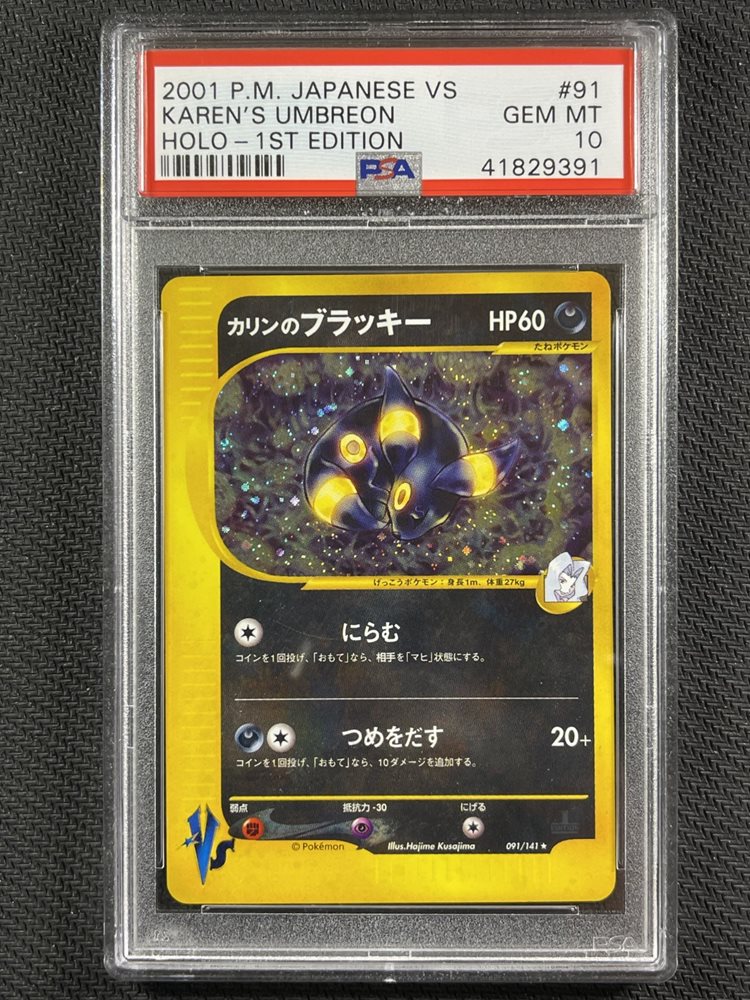 2001 P.M. JAPANESE VS #91
KAREN'S UMBREON GEM MT
HOLO - 1ST EDITION 10
PSA 41829391
カリンのブラッキー HP60
たねポケモン
げっこうポケモン：身長1m、体重27kg
にらむ
コインを1回投げ、「おもて」なら、相手を「マヒ」状態にする。
つめをだす 20+
コインを1回投げ、「おもて」なら、10ダメージを追加する。
弱点 抵抗力 -30 にげる
1 EDITION
VS
© Pokémon Illus.Hajime Kusajima 091/141 ★
PSA